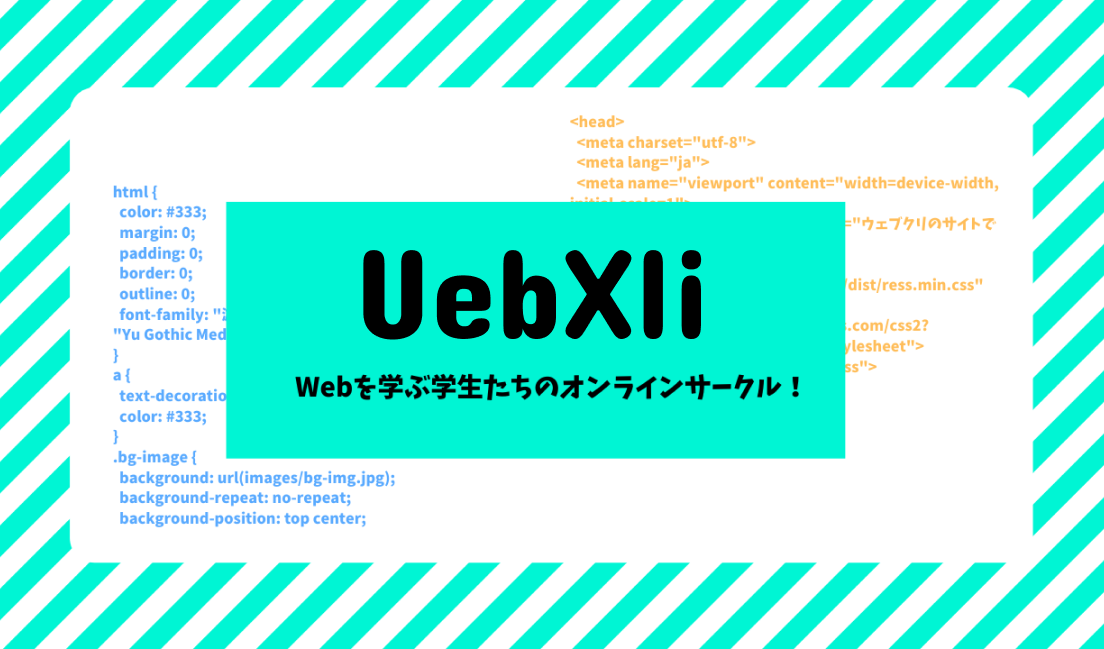 <head>
<meta charset="utf-8">
<meta lang="ja">
<meta name="viewport" content="width=device-width,
="ウェブクリのサイトで
/dist/ress.min.css"
.com/css2?
ylesheet">
ss">
html {
color: #333;
margin: 0;
padding: 0;
border: 0;
outline: 0;
font-family: "
"Yu Gothic Med
}
a {
text-decoratio
color: #333;
}
.bg-image {
background: url(images/bg-img.jpg);
background-repeat: no-repeat;
background-position: top center;
UebXli
Webを学ぶ学生たちのオンラインサークル！